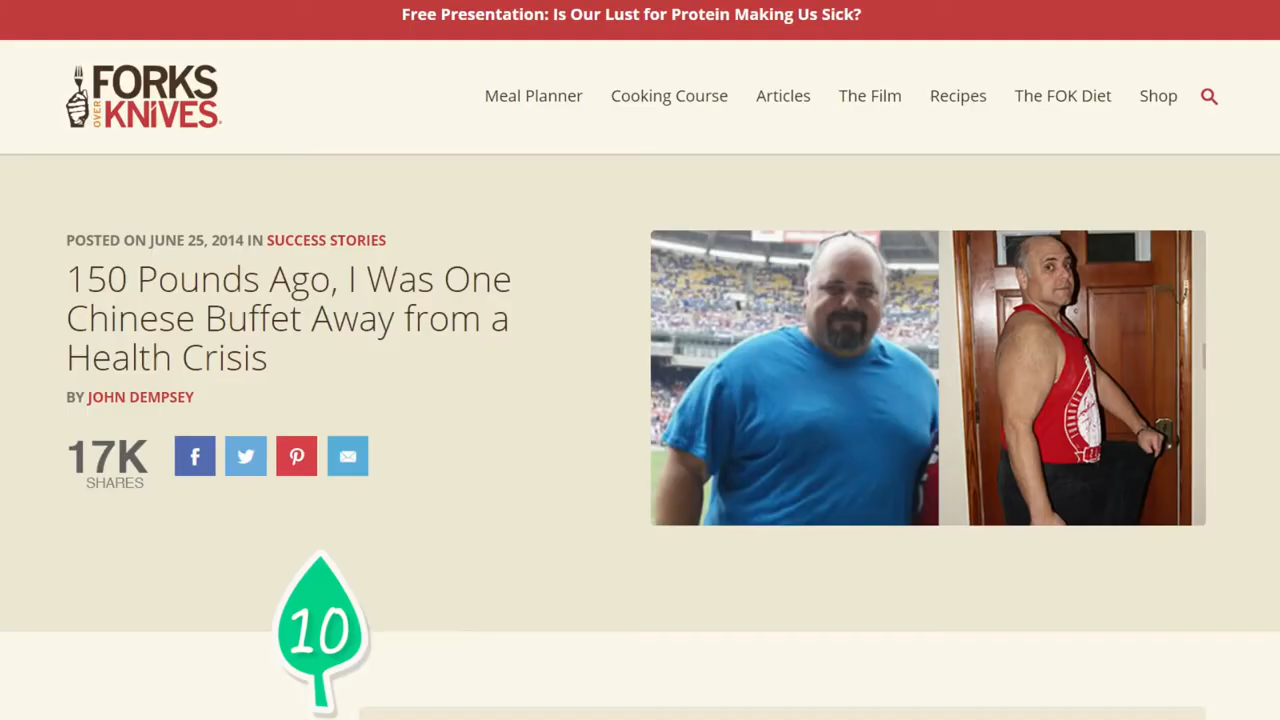 Free Presentation: Is Our Lust for Protein Making Us Sick?
FORKS
OVER
KNIVES
Meal Planner
Cooking Course
Articles
The Film
Recipes
The FOK Diet
Shop
POSTED ON JUNE 25, 2014 IN SUCCESS STORIES
150 Pounds Ago, I Was One
Chinese Buffet Away from a
Health Crisis
BY JOHN DEMPSEY
17K
SHARES
10